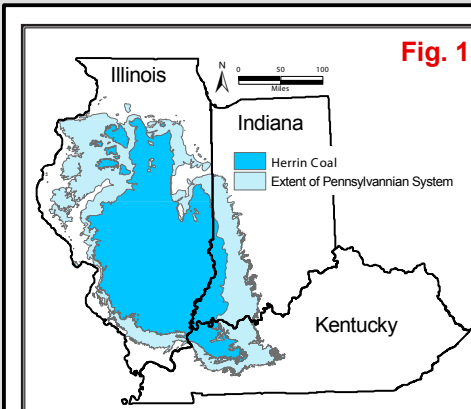 Fig. 1
Illinois
N
0 50 100
Miles
Indiana
Herrin Coal
Extent of Pennsylvannian System
Kentucky